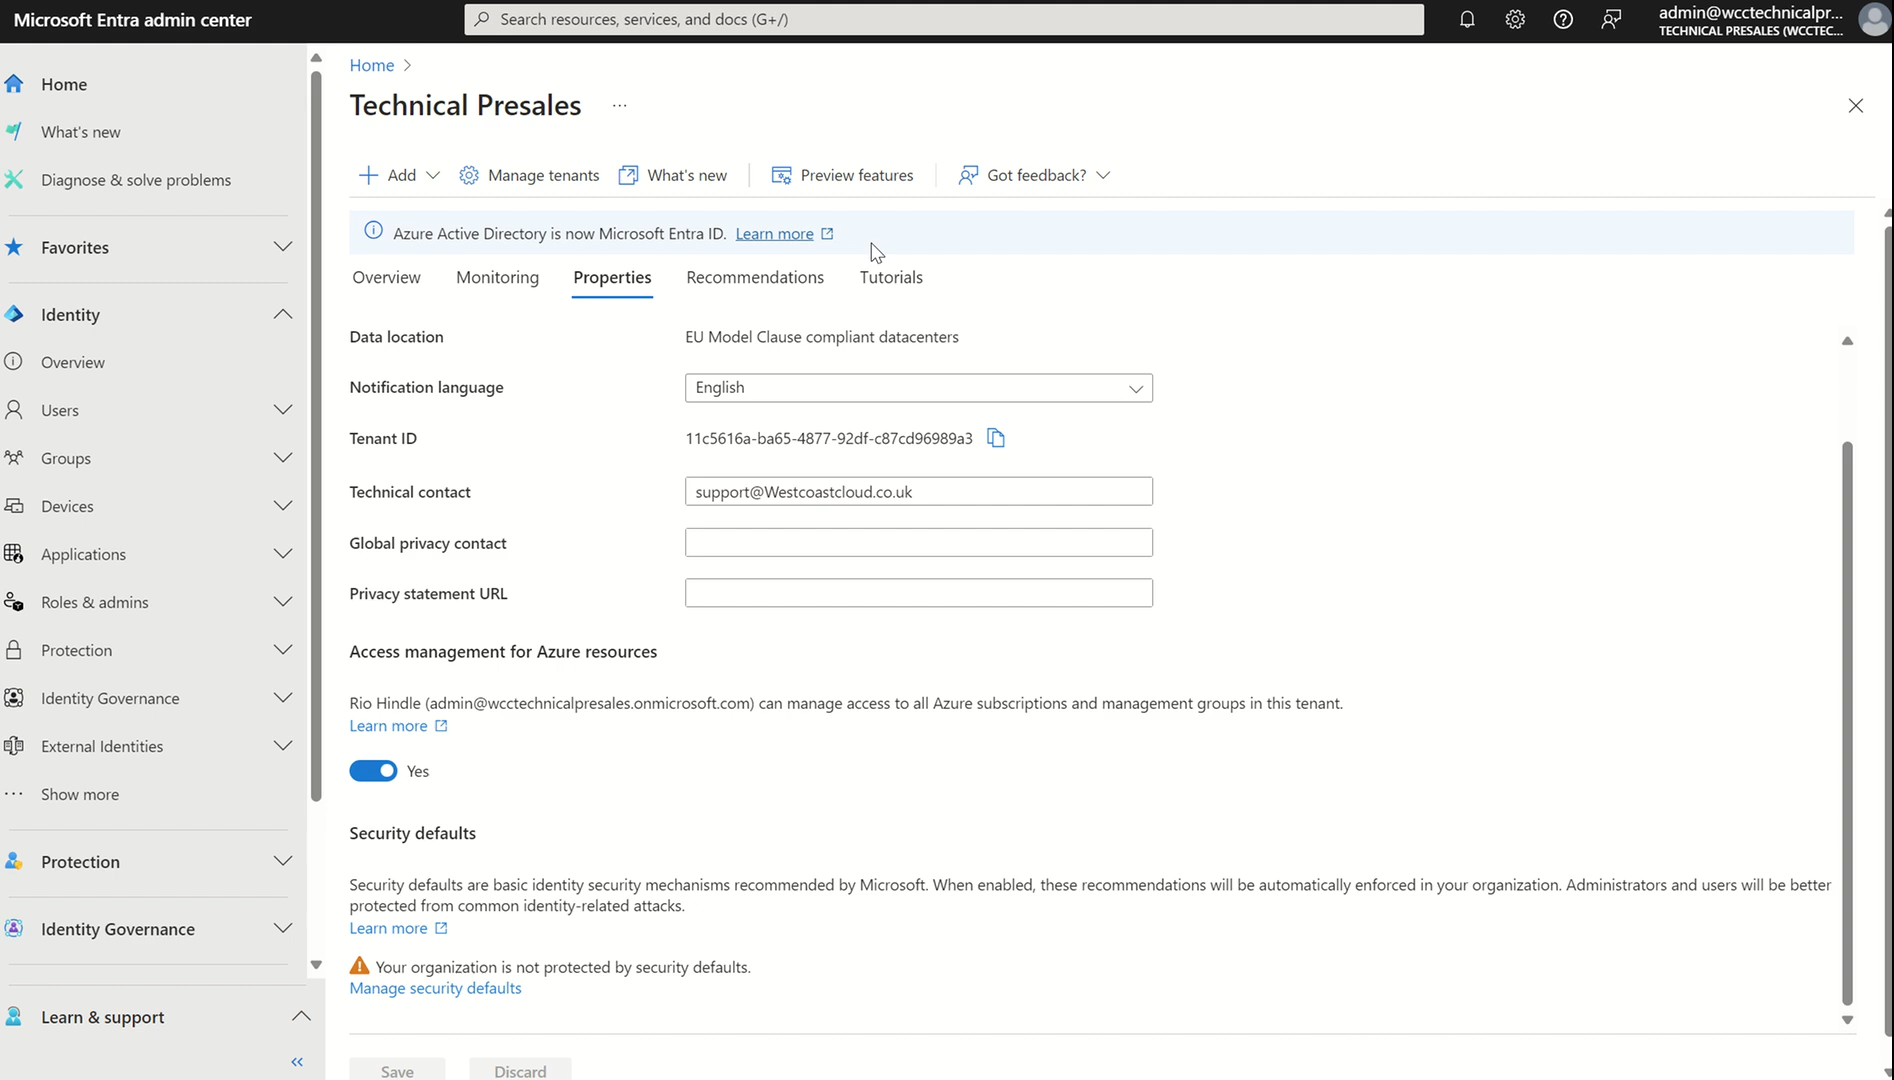 Microsoft Entra admin center
Search resources, services, and docs (G+/)
admin@wcctechnicalpr...
TECHNICAL PRESALES (WCCTEC...
Home
What's new
Diagnose & solve problems
Favorites
Identity
Overview
Users
Groups
Devices
Applications
Roles & admins
Protection
Identity Governance
External Identities
Show more
Protection
Identity Governance
Learn & support
Home
Technical Presales
Add
Manage tenants
What's new
Preview features
Got feedback?
Azure Active Directory is now Microsoft Entra ID. Learn more
Overview
Monitoring
Properties
Recommendations
Tutorials
Data location
EU Model Clause compliant datacenters
Notification language
English
Tenant ID
11c5616a-ba65-4877-92df-c87cd96989a3
Technical contact
support@Westcoastcloud.co.uk
Global privacy contact
Privacy statement URL
Access management for Azure resources
Rio Hindle (admin@wcctechnicalpresales.onmicrosoft.com) can manage access to all Azure subscriptions and management groups in this tenant.
Learn more
Yes
Security defaults
Security defaults are basic identity security mechanisms recommended by Microsoft. When enabled, these recommendations will be automatically enforced in your organization. Administrators and users will be better
protected from common identity-related attacks.
Learn more
Your organization is not protected by security defaults.
Manage security defaults
Save
Discard